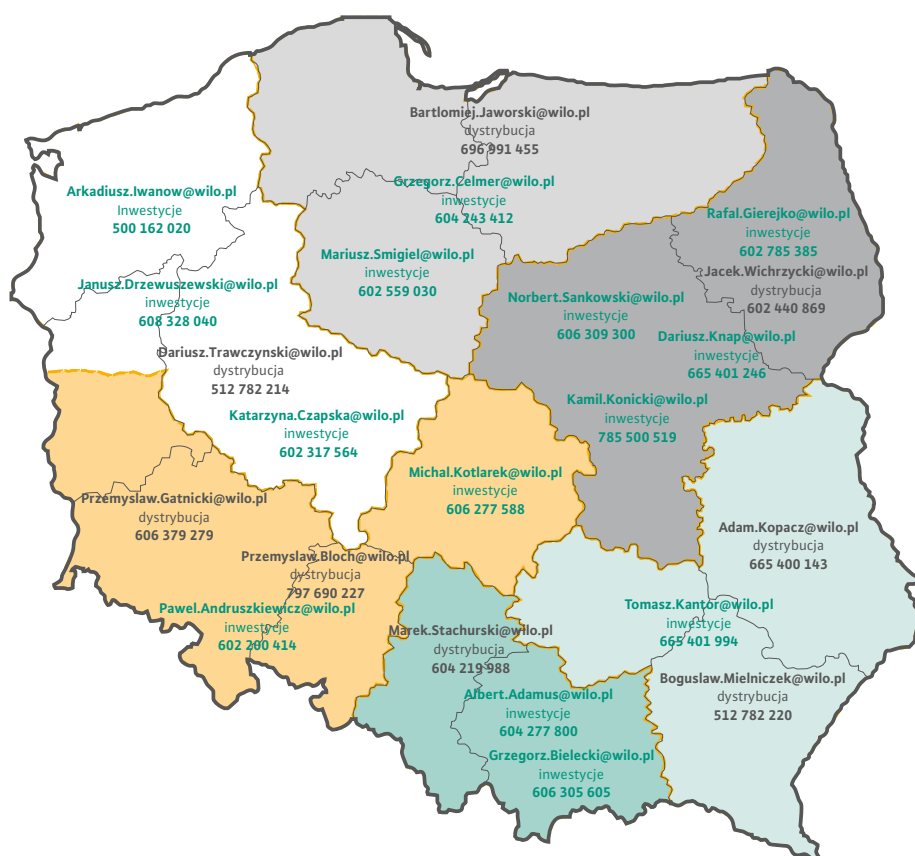 Bartlomiej.Jaworski@wilo.pl
dystrybucja
696 991 455
Grzegorz.Celmer@wilo.pl
inwestycje
604 243 412
Arkadiusz.Iwanow@wilo.pl
Inwestycje
500 162 020
Rafal.Gierejko@wilo.pl
inwestycje
602 785 385
Mariusz.Smigiel@wilo.pl
inwestycje
602 559 030
Jacek.Wichrzycki@wilo.pl
dystrybucja
602 440 869
Janusz.Drzewuszewski@wilo.pl
inwestycje
608 328 040
Norbert.Sankowski@wilo.pl
inwestycje
606 309 300
Dariusz.Knap@wilo.pl
inwestycje
665 401 246
Dariusz.Trawczynski@wilo.pl
dystrybucja
512 782 214
Kamil.Konicki@wilo.pl
inwestycje
785 500 519
Katarzyna.Czapska@wilo.pl
inwestycje
602 317 564
Michal.Kotlarek@wilo.pl
inwestycje
606 277 588
Przemyslaw.Gatnicki@wilo.pl
dystrybucja
606 379 279
Adam.Kopacz@wilo.pl
dystrybucja
665 400 143
Przemyslaw.Bloch@wilo.pl
dystrybucja
797 690 227
Pawel.Andruszkiewicz@wilo.pl
inwestycje
602 200 414
Tomasz.Kantor@wilo.pl
inwestycje
665 401 994
Marek.Stachurski@wilo.pl
dystrybucja
604 219 988
Boguslaw.Mielniczek@wilo.pl
dystrybucja
512 782 220
Albert.Adamus@wilo.pl
inwestycje
604 277 800
Grzegorz.Bielecki@wilo.pl
inwestycje
606 305 605